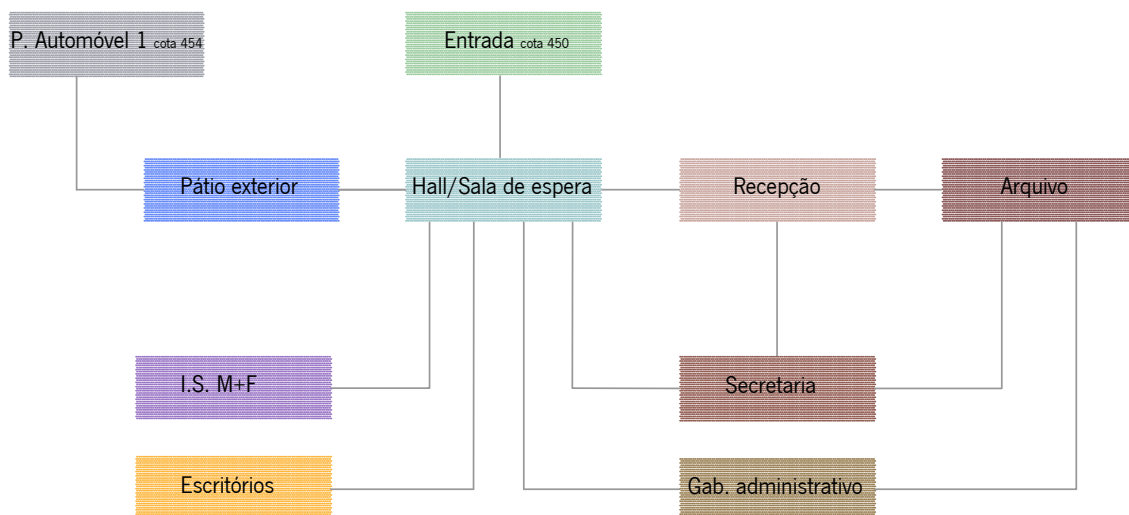 P. Automóvel 1 cota 454
Entrada cota 450
Pátio exterior
Hall/Sala de espera
Recepção
Arquivo
I.S. M+F
Secretaria
Escritórios
Gab. administrativo